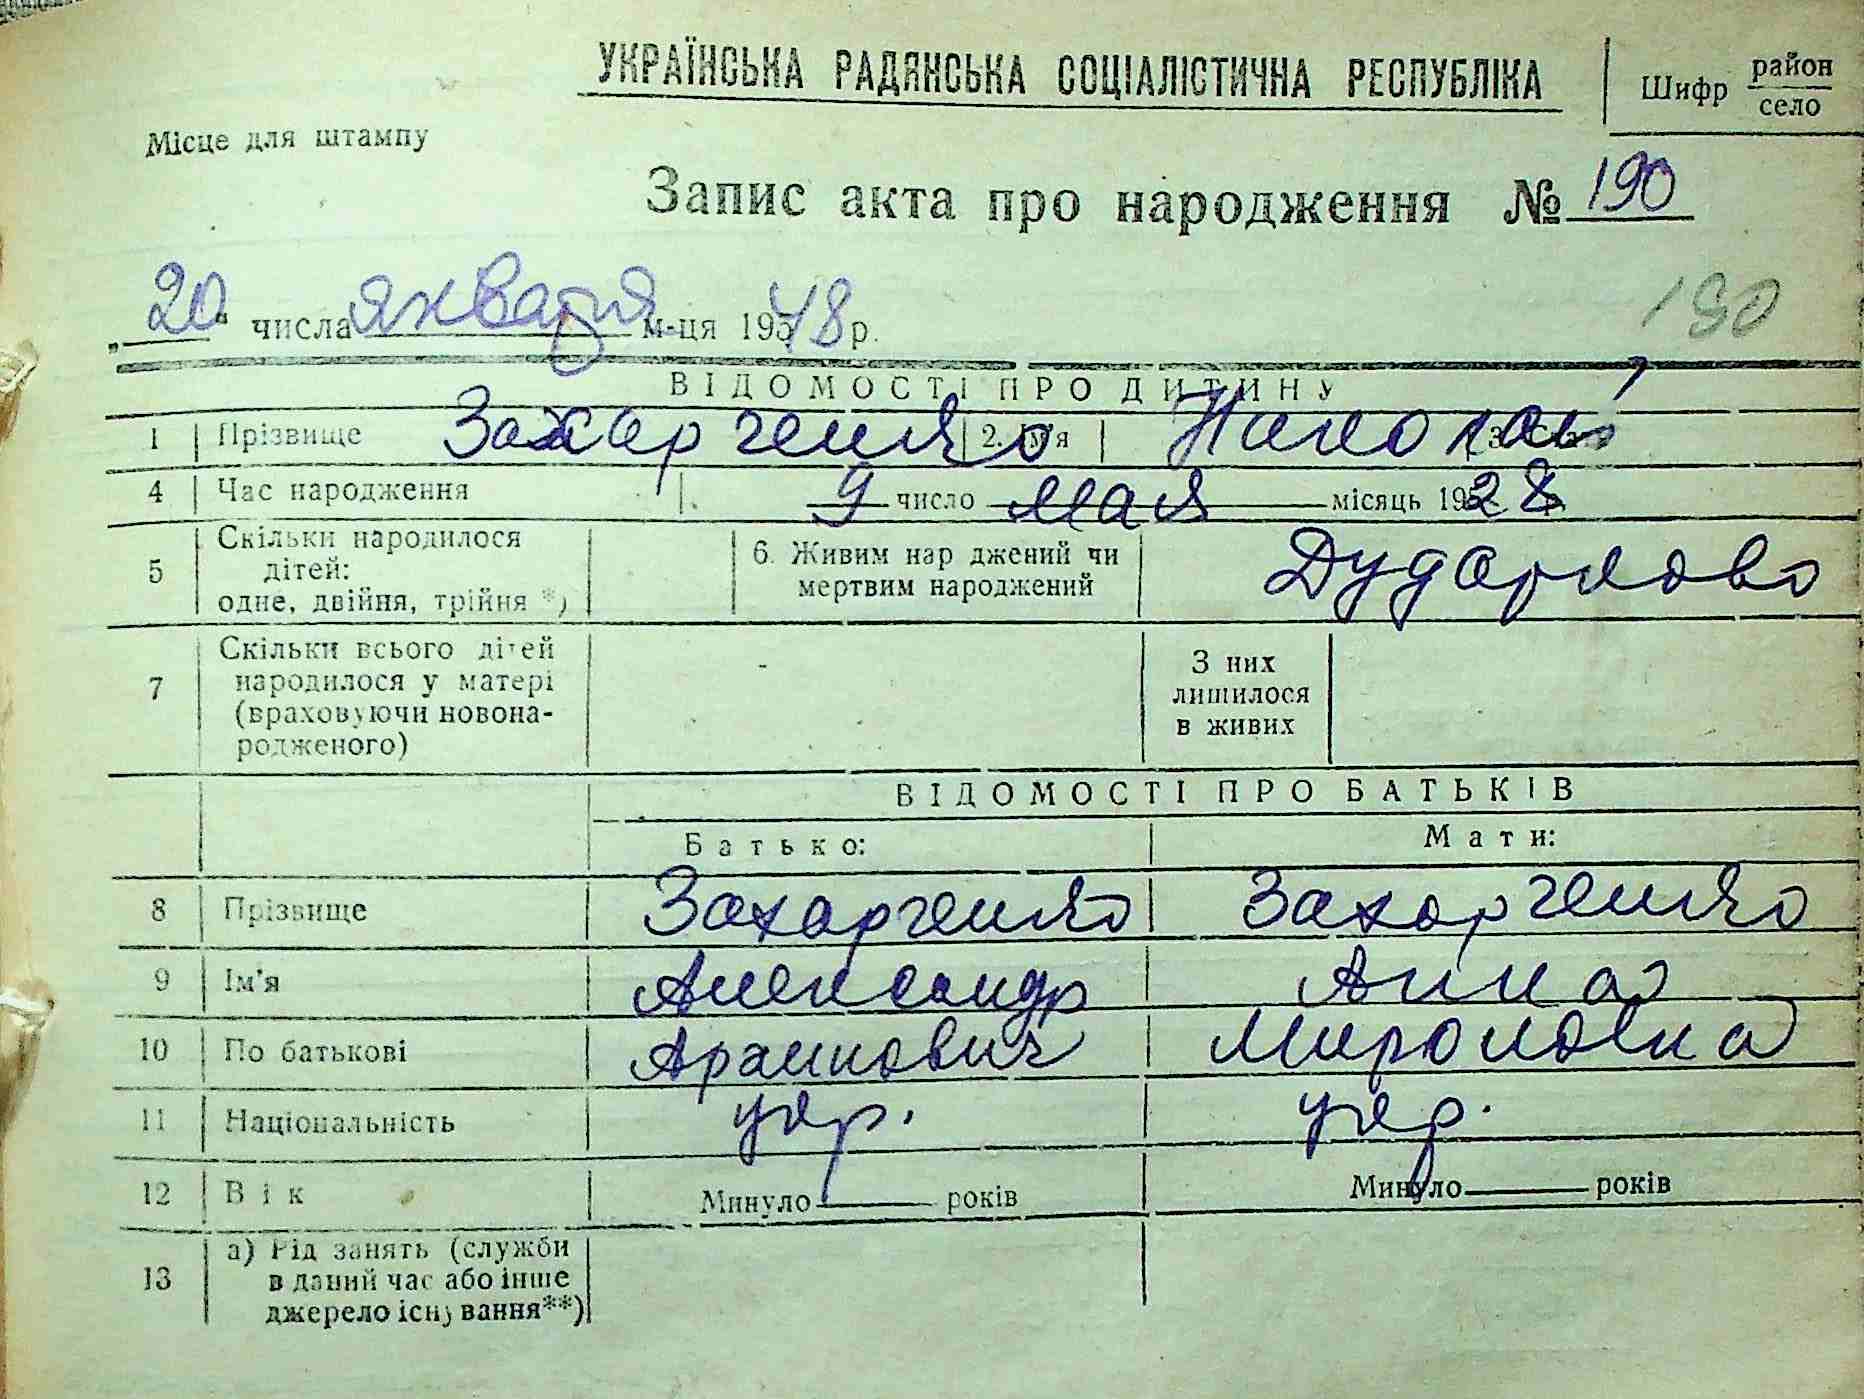 УКРАЇНСЬКА РАДЯНСЬКА СОЦІАЛІСТИЧНА РЕСПУБЛІКА
Шифр район
село
Місце для штампу
Запис акта про народження № 190
„20“ числа января м-ця 1948 р.
190
ВІДОМОСТІ ПРО ДИТИНУ
1 Прізвище Захарченко 2. Ім'я Николай
4 Час народження 9 число мая місяць 1928
5 Скільки народилося дітей: одне, двійня, трійня *) 6. Живим народжений чи мертвим народжений Дударково
7 Скільки всього дітей народилося у матері (враховуючи новонародженого) З них лишилося в живих
ВІДОМОСТІ ПРО БАТЬКІВ
Батько: Мати:
8 Прізвище Захарченко Захарченко
9 Ім'я Александр Анна
10 По батькові
11 Національність укр. укр.
12 Вік Минуло років Минуло років
13 а) Рід занять (служби в даний час або інше джерело існування**)